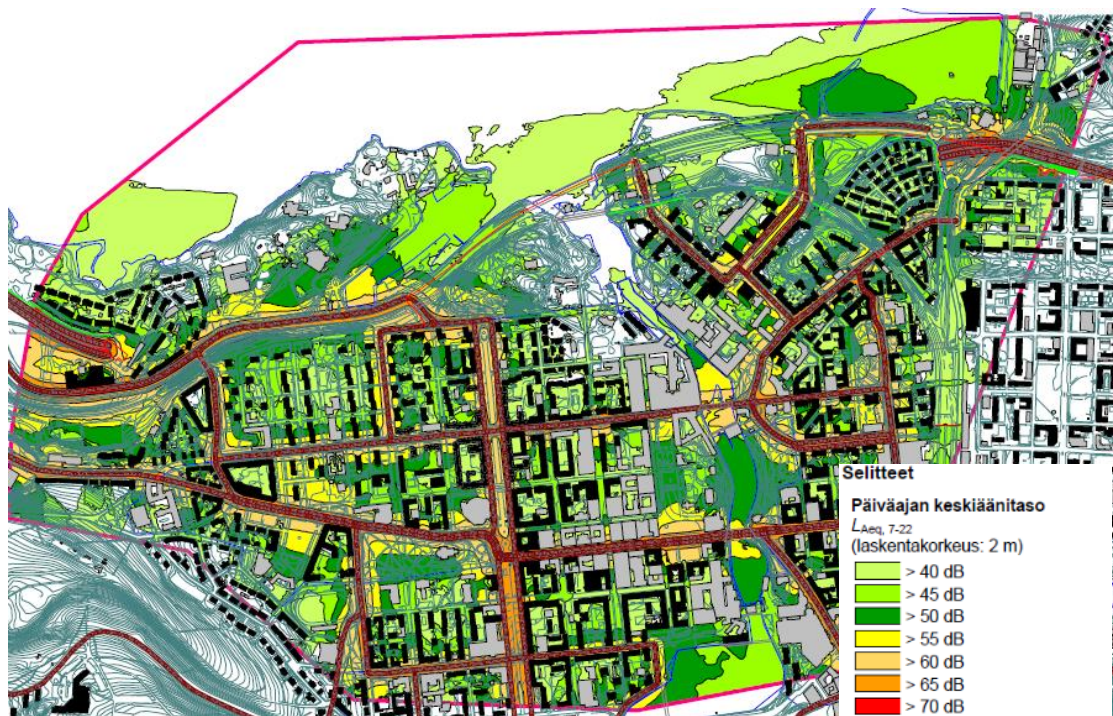 Selitteet
Päiväajan keskiäänitaso
LAeq, 7-22
(laskentakorkeus: 2 m)
> 40 dB
> 45 dB
> 50 dB
> 55 dB
> 60 dB
> 65 dB
> 70 dB